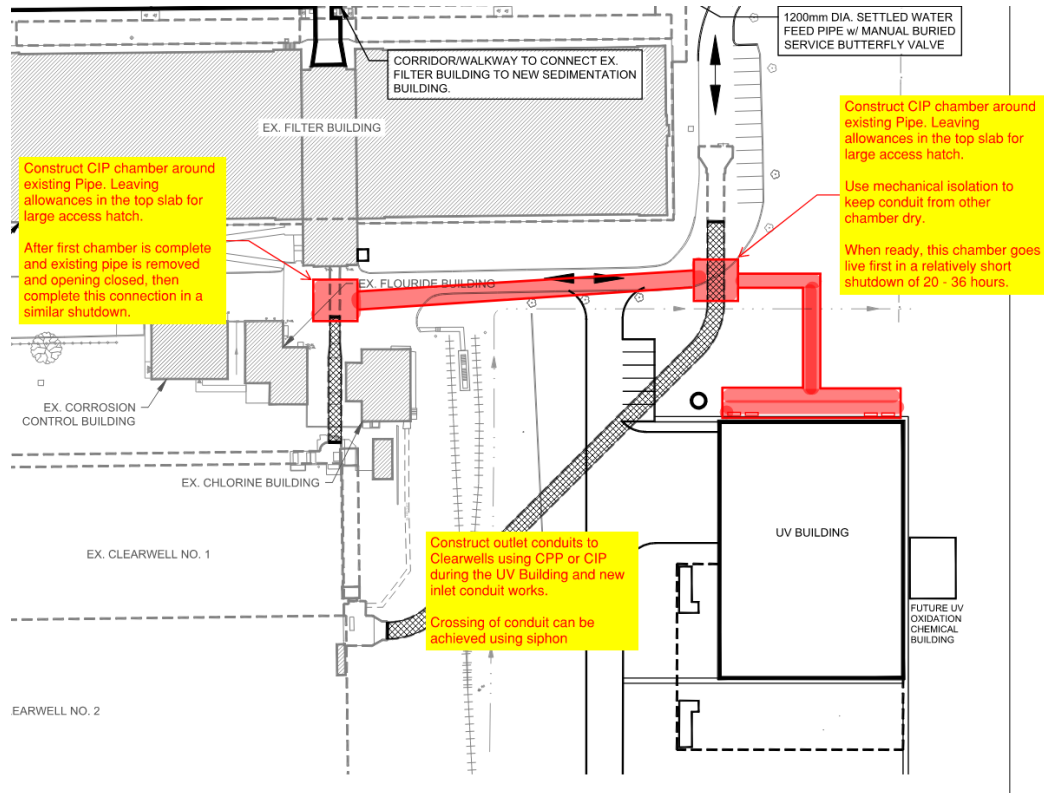 1200mm DIA. SETTLED WATER
FEED PIPE w/ MANUAL BURIED
SERVICE BUTTERFLY VALVE
CORRIDOR/WALKWAY TO CONNECT EX.
FILTER BUILDING TO NEW SEDIMENTATION
BUILDING.
EX. FILTER BUILDING
Construct CIP chamber around
existing Pipe. Leaving
allowances in the top slab for
large access hatch.
After first chamber is complete
and existing pipe is removed
and opening closed, then
complete this connection in a
similar shutdown.
Construct CIP chamber around
existing Pipe. Leaving
allowances in the top slab for
large access hatch.
Use mechanical isolation to
keep conduit from other
chamber dry.
When ready, this chamber goes
live first in a relatively short
shutdown of 20 - 36 hours.
EX. FLOURIDE BUILDING
EX. CORROSION
CONTROL BUILDING
EX. CHLORINE BUILDING
EX. CLEARWELL NO. 1
Construct outlet conduits to
Clearwells using CPP or CIP
during the UV Building and new
inlet conduit works.
Crossing of conduit can be
achieved using siphon
UV BUILDING
FUTURE UV
OXIDATION
CHEMICAL
BUILDING
EARWELL NO. 2